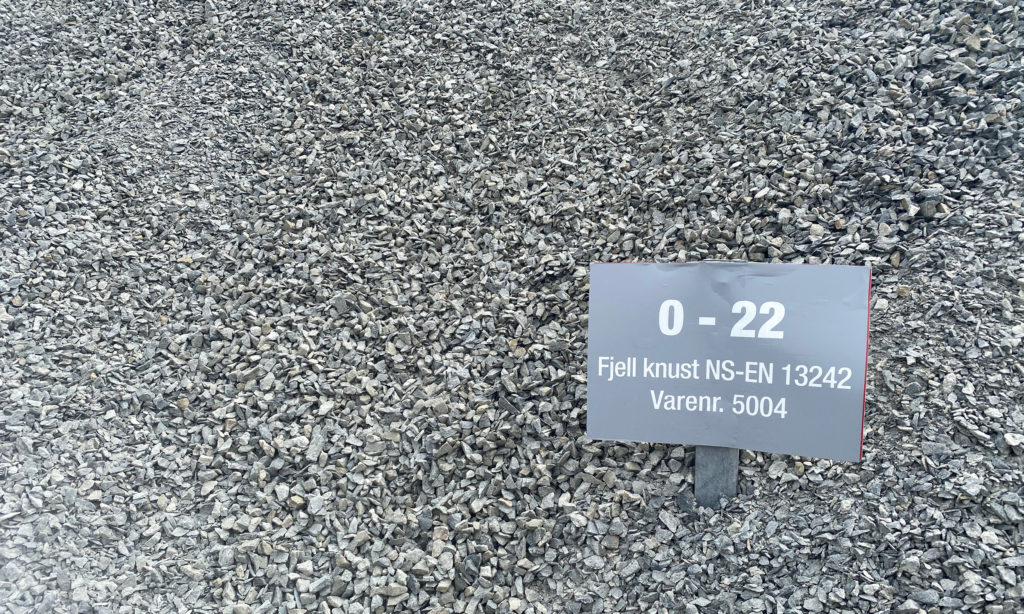 0 - 22
Fjell knust NS-EN 13242
Varenr. 5004